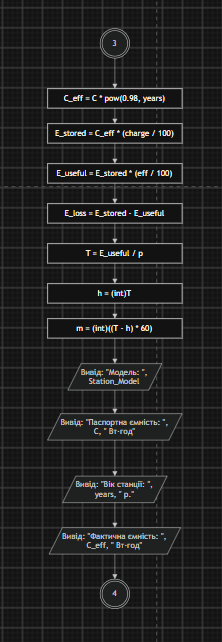 3
C_eff = C * pow(0.98, years)
E_stored = C_eff * (charge / 100)
E_useful = E_stored * (eff / 100)
E_loss = E_stored - E_useful
T = E_useful / p
h = (int)T
m = (int)((T - h) * 60)
Вивід: "Модель: ",
Station_Model
Вивід: "Паспортна ємність: ",
C, " Вт-год"
Вивід: "Вік станції: ",
years, " р."
Вивід: "Фактична ємність: ",
C_eff, " Вт-год"
4